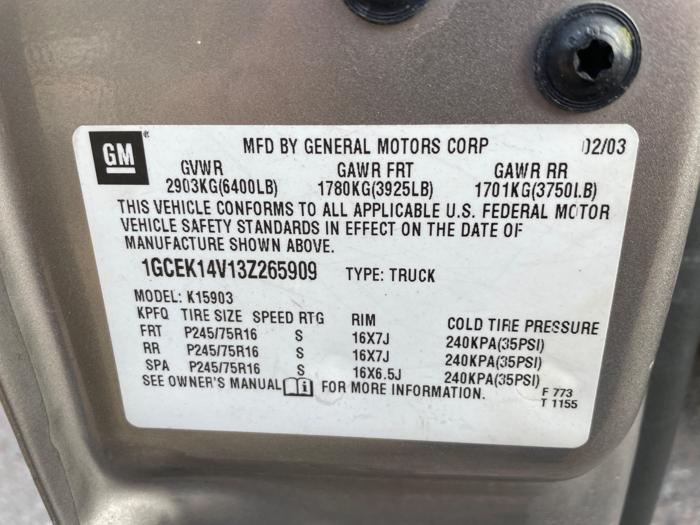 GM ® MFD BY GENERAL MOTORS CORP 02/03
GVWR GAWR FRT GAWR RR
2903KG(6400LB) 1780KG(3925LB) 1701KG(3750LB)
THIS VEHICLE CONFORMS TO ALL APPLICABLE U.S. FEDERAL MOTOR
VEHICLE SAFETY STANDARDS IN EFFECT ON THE DATE OF
MANUFACTURE SHOWN ABOVE.
1GCEK14V13Z265909 TYPE: TRUCK
MODEL: K15903
KPFQ TIRE SIZE SPEED RTG RIM COLD TIRE PRESSURE
FRT P245/75R16 S 16X7J 240KPA(35PSI)
RR P245/75R16 S 16X7J 240KPA(35PSI)
SPA P245/75R16 S 16X6.5J 240KPA(35PSI)
SEE OWNER'S MANUAL i FOR MORE INFORMATION.
F 773
T 1155